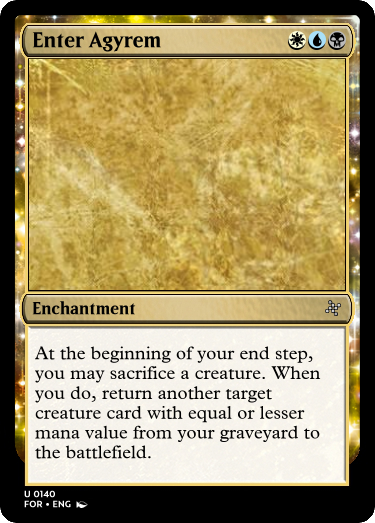 Enter Agyrem
Enchantment
At the beginning of your end step,
you may sacrifice a creature. When
you do, return another target
creature card with equal or lesser
mana value from your graveyard to
the battlefield.
U 0140
FOR • ENG